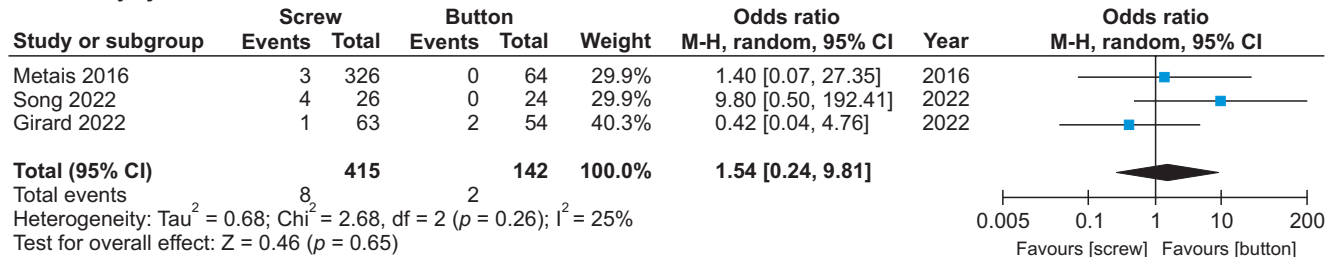 Screw Button Odds ratio Odds ratio
Study or subgroup Events Total Events Total Weight M-H, random, 95% CI Year M-H, random, 95% CI
Metais 2016 3 326 0 64 29.9% 1.40 [0.07, 27.35] 2016
Song 2022 4 26 0 24 29.9% 9.80 [0.50, 192.41] 2022
Girard 2022 1 63 2 54 40.3% 0.42 [0.04, 4.76] 2022
Total (95% CI) 415 142 100.0% 1.54 [0.24, 9.81]
Total events 8 2
Heterogeneity: Tau² = 0.68; Chi² = 2.68, df = 2 (p = 0.26); I² = 25%
Test for overall effect: Z = 0.46 (p = 0.65)
0.005 0.1 1 10 200
Favours [screw] Favours [button]